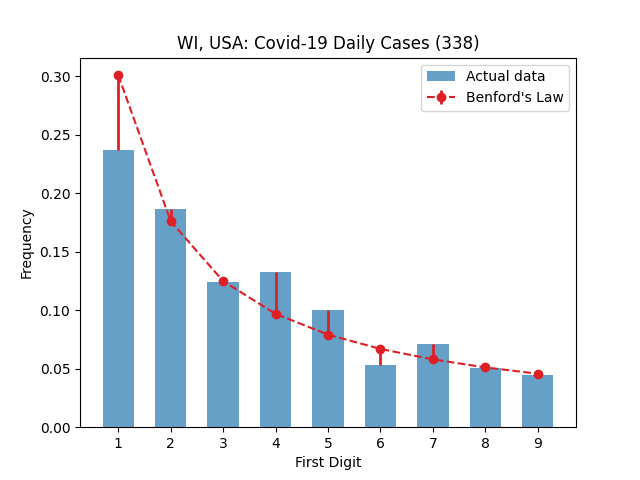 WI, USA: Covid-19 Daily Cases (338)
Actual data
Benford's Law
Frequency
0.30
0.25
0.20
0.15
0.10
0.05
0.00
1 2 3 4 5 6 7 8 9
First Digit